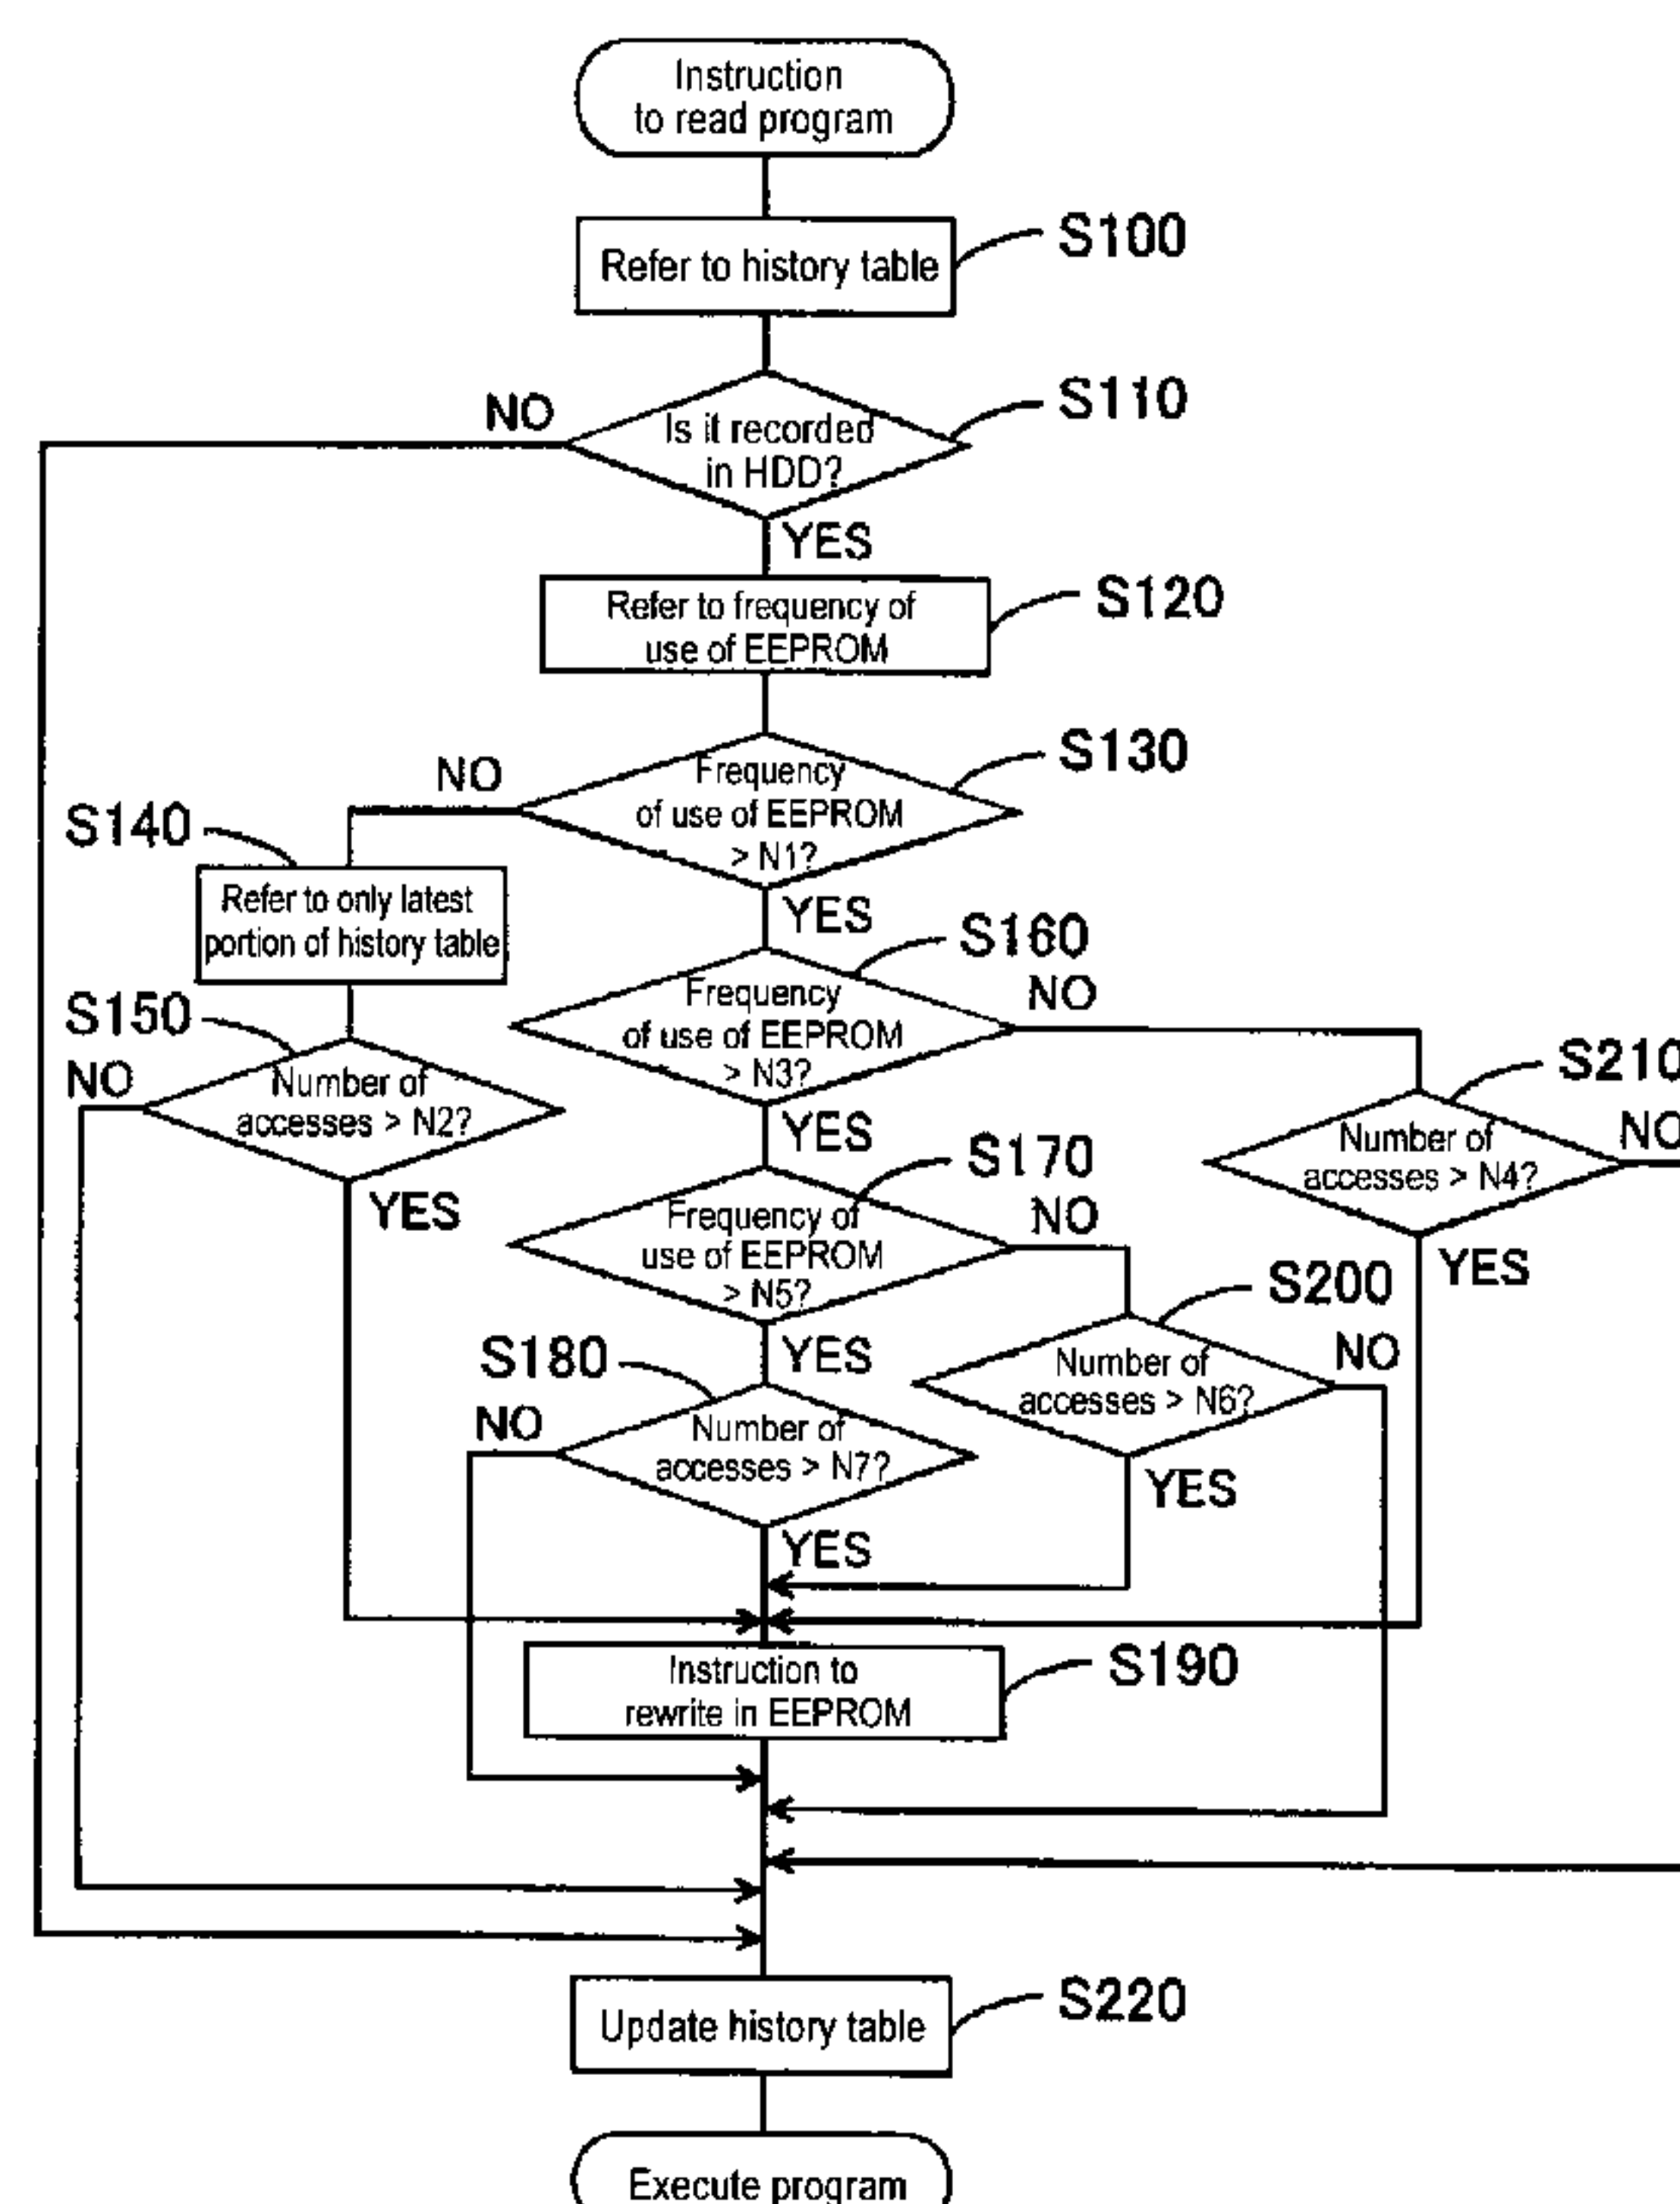 Instruction
to read program
S100
Refer to history table
S110
NO
Is it recorded
in HDD?
YES
S120
Refer to frequency of
use of EEPROM
S130
NO
Frequency
of use of EEPROM
> N1?
S140
Refer to only latest
portion of history table
YES
S160
NO
Frequency
of use of EEPROM
> N3?
S150
NO
Number of
accesses > N2?
YES
S210
NO
Number of
accesses > N4?
YES
YES
S170
NO
Frequency of
use of EEPROM
> N5?
S200
NO
Number of
accesses > N6?
YES
YES
S180
NO
Number of
accesses > N7?
YES
S190
Instruction to
rewrite in EEPROM
S220
Update history table
Execute program